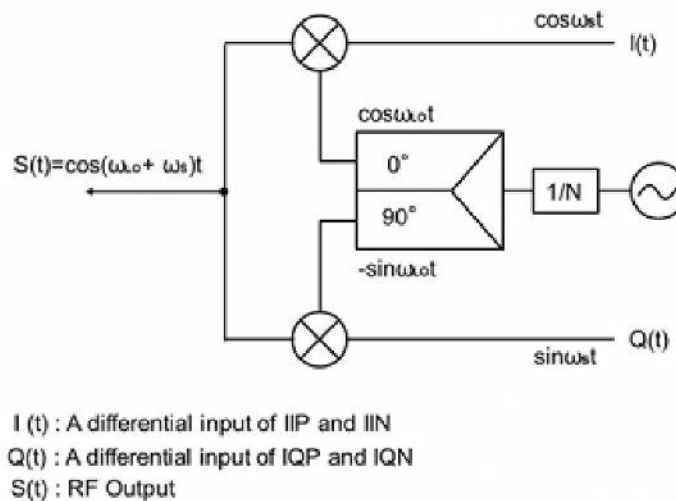 cosωst
I(t)
cosωLOt
S(t)=cos(ωLO+ ωs)t
0°
1/N
90°
-sinωLOt
Q(t)
sinωst
I (t) : A differential input of IIP and IIN
Q(t) : A differential input of IQP and IQN
S(t) : RF Output